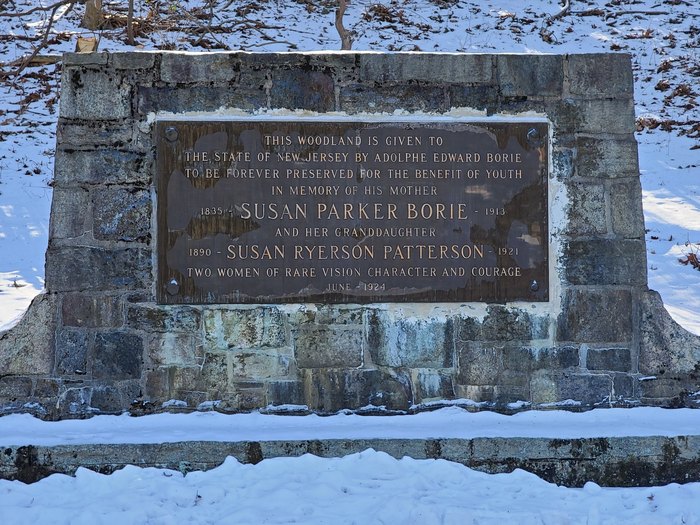 THIS WOODLAND IS GIVEN TO
THE STATE OF NEW JERSEY BY ADOLPHE EDWARD BORIE
TO BE FOREVER PRESERVED FOR THE BENEFIT OF YOUTH
IN MEMORY OF HIS MOTHER
1835 - SUSAN PARKER BORIE - 1913
AND HER GRANDDAUGHTER
1890 - SUSAN RYERSON PATTERSON - 1921
TWO WOMEN OF RARE VISION CHARACTER AND COURAGE
JUNE - 1924